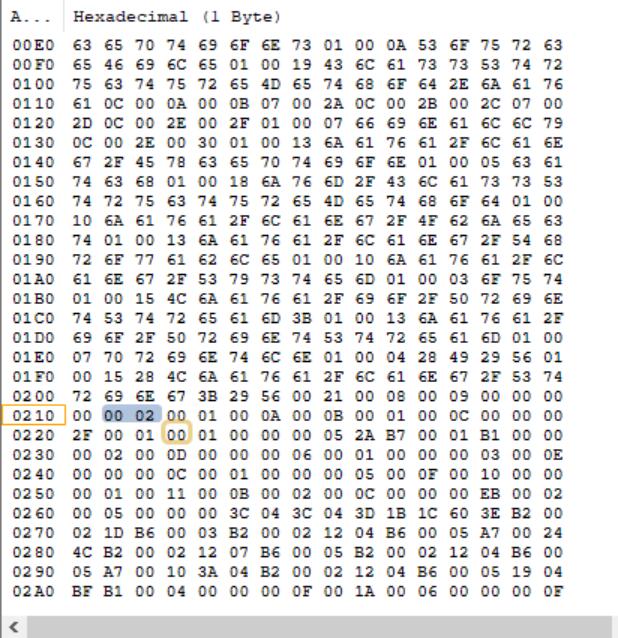 A... Hexadecimal (1 Byte)
00E0 63 65 70 74 69 6F 6E 73 01 00 0A 53 6F 75 72 63
00F0 65 46 69 6C 65 01 00 19 43 6C 61 73 73 53 74 72
0100 75 63 74 75 72 65 4D 65 74 68 6F 64 2E 6A 61 76
0110 61 0C 00 0A 00 0B 07 00 2A 0C 00 2B 00 2C 07 00
0120 2D 0C 00 2E 00 2F 01 00 07 66 69 6E 61 6C 6C 79
0130 0C 00 2E 00 30 01 00 13 6A 61 76 61 2F 6C 61 6E
0140 67 2F 45 78 63 65 70 74 69 6F 6E 01 00 05 63 61
0150 74 63 68 01 00 18 6A 76 6D 2F 43 6C 61 73 73 53
0160 74 72 75 63 74 75 72 65 4D 65 74 68 6F 64 01 00
0170 10 6A 61 76 61 2F 6C 61 6E 67 2F 4F 62 6A 65 63
0180 74 01 00 13 6A 61 76 61 2F 6C 61 6E 67 2F 54 68
0190 72 6F 77 61 62 6C 65 01 00 10 6A 61 76 61 2F 6C
01A0 61 6E 67 2F 53 79 73 74 65 6D 01 00 03 6F 75 74
01B0 01 00 15 4C 6A 61 76 61 2F 69 6F 2F 50 72 69 6E
01C0 74 53 74 72 65 61 6D 3B 01 00 13 6A 61 76 61 2F
01D0 69 6F 2F 50 72 69 6E 74 53 74 72 65 61 6D 01 00
01E0 07 70 72 69 6E 74 6C 6E 01 00 04 28 49 29 56 01
01F0 00 15 28 4C 6A 61 76 61 2F 6C 61 6E 67 2F 53 74
0200 72 69 6E 67 3B 29 56 00 21 00 08 00 09 00 00 00
0210 00 00 02 00 01 00 0A 00 0B 00 01 00 0C 00 00 00
0220 2F 00 01 00 01 00 00 00 05 2A B7 00 01 B1 00 00
0230 00 02 00 0D 00 00 00 06 00 01 00 00 00 03 00 0E
0240 00 00 00 0C 00 01 00 00 00 05 00 0F 00 10 00 00
0250 00 01 00 11 00 0B 00 02 00 0C 00 00 00 EB 00 02
0260 00 05 00 00 00 3C 04 3C 04 3D 1B 1C 60 3E B2 00
0270 02 1D B6 00 03 B2 00 02 12 04 B6 00 05 A7 00 24
0280 4C B2 00 02 12 07 B6 00 05 B2 00 02 12 04 B6 00
0290 05 A7 00 10 3A 04 B2 00 02 12 04 B6 00 05 19 04
02A0 BF B1 00 04 00 00 00 0F 00 1A 00 06 00 00 00 0F